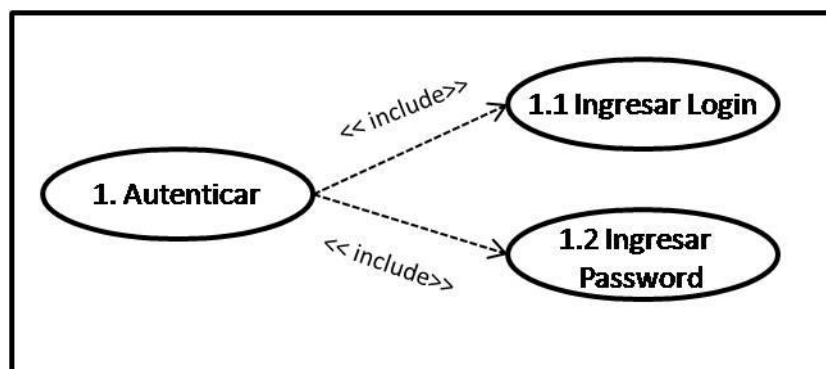 << include>>
1.1 Ingresar Login
1. Autenticar
<< include>>
1.2 Ingresar
Password